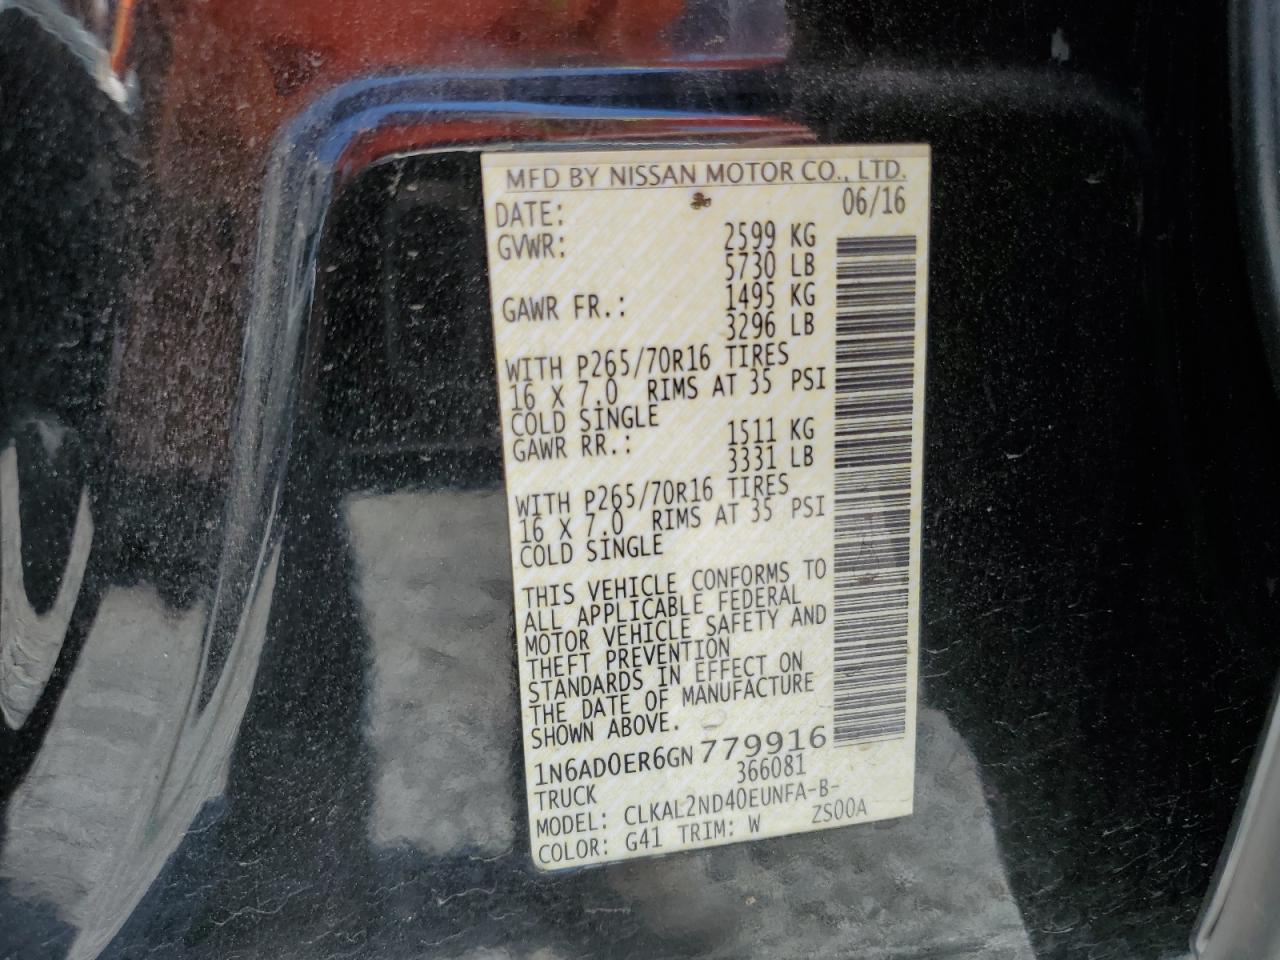 MFD BY NISSAN MOTOR CO., LTD.
DATE: 06/16
GVWR: 2599 KG
5730 LB
GAWR FR.: 1495 KG
3296 LB
WITH P265/70R16 TIRES
16 X 7.0 RIMS AT 35 PSI
COLD SINGLE
GAWR RR.: 1511 KG
3331 LB
WITH P265/70R16 TIRES
16 X 7.0 RIMS AT 35 PSI
COLD SINGLE
THIS VEHICLE CONFORMS TO
ALL APPLICABLE FEDERAL
MOTOR VEHICLE SAFETY AND
THEFT PREVENTION
STANDARDS IN EFFECT ON
THE DATE OF MANUFACTURE
SHOWN ABOVE.
1N6AD0ER6GN779916
TRUCK 366081
MODEL: CLKAL2ND40EUNFA-B-
COLOR: G41 TRIM: W ZS00A